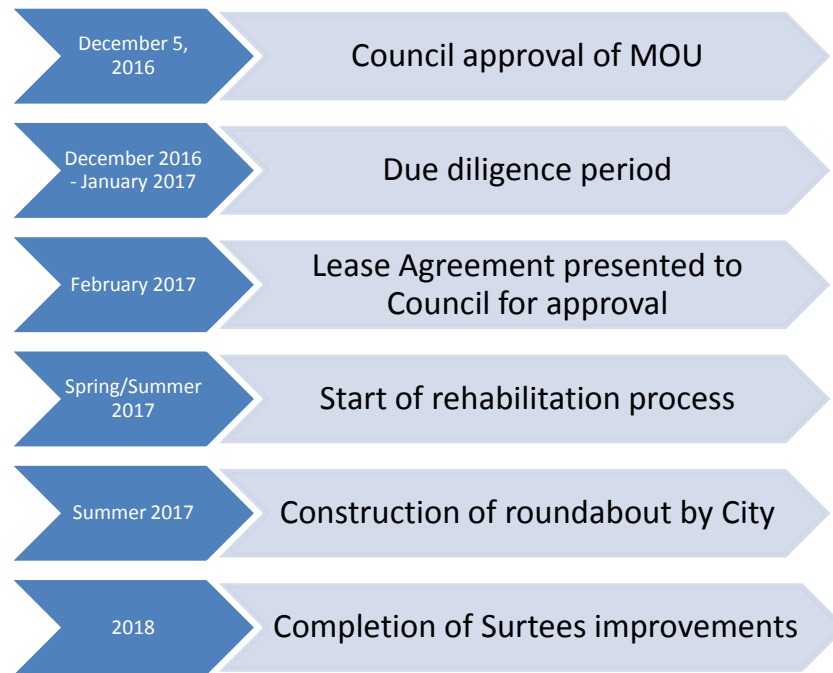 December 5,
2016
Council approval of MOU
December 2016
- January 2017
Due diligence period
February 2017
Lease Agreement presented to
Council for approval
Spring/Summer
2017
Start of rehabilitation process
Summer 2017
Construction of roundabout by City
2018
Completion of Surtees improvements